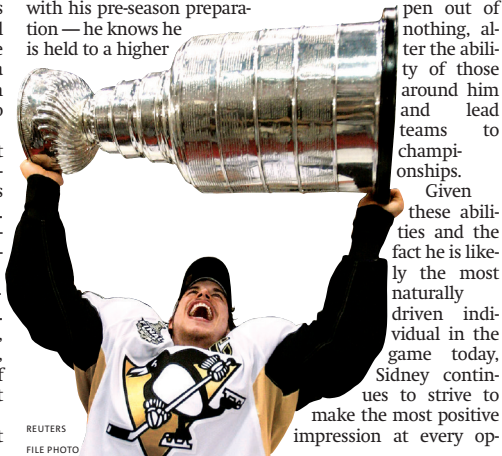 with his pre-season prepara-
tion — he knows he
is held to a higher
REUTERS
FILE PHOTO
pen out of
nothing, al-
ter the abili-
ty of those
around him
and lead
teams to
champi-
onships.
Given
these abili-
ties and the
fact he is like-
ly the most
naturally
driven indi-
vidual in the
game today,
Sidney contin-
ues to strive to
make the most positive
impression at every op-